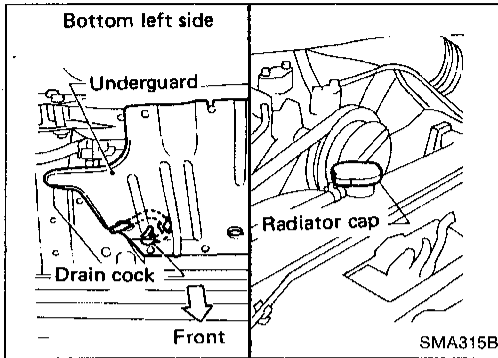 Bottom left side
Underguard
Drain cock
Front
Radiator cap
SMA315B